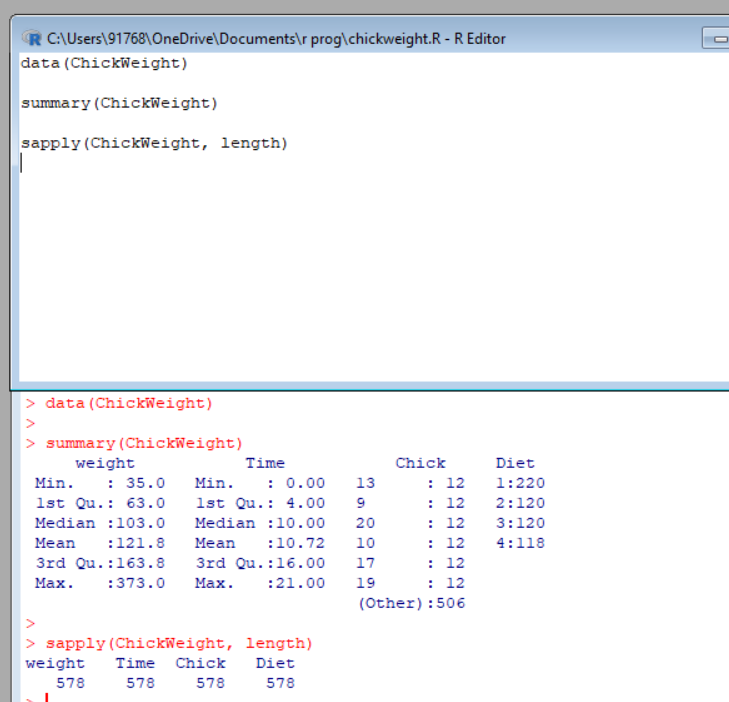 C:\Users\91768\OneDrive\Documents\r prog\chickweight.R - R Editor
data(ChickWeight)
summary(ChickWeight)
sapply(ChickWeight, length)
> data(ChickWeight)
>
> summary(ChickWeight)
     weight           Time           Chick     Diet
 Min.   : 35.0   Min.   : 0.00   13     : 12   1:220
 1st Qu.: 63.0   1st Qu.: 4.00   9      : 12   2:120
 Median :103.0   Median :10.00   20     : 12   3:120
 Mean   :121.8   Mean   :10.72   10     : 12   4:118
 3rd Qu.:163.8   3rd Qu.:16.00   17     : 12
 Max.   :373.0   Max.   :21.00   19     : 12
                                 (Other):506
>
> sapply(ChickWeight, length)
weight   Time  Chick   Diet
   578    578    578    578
>